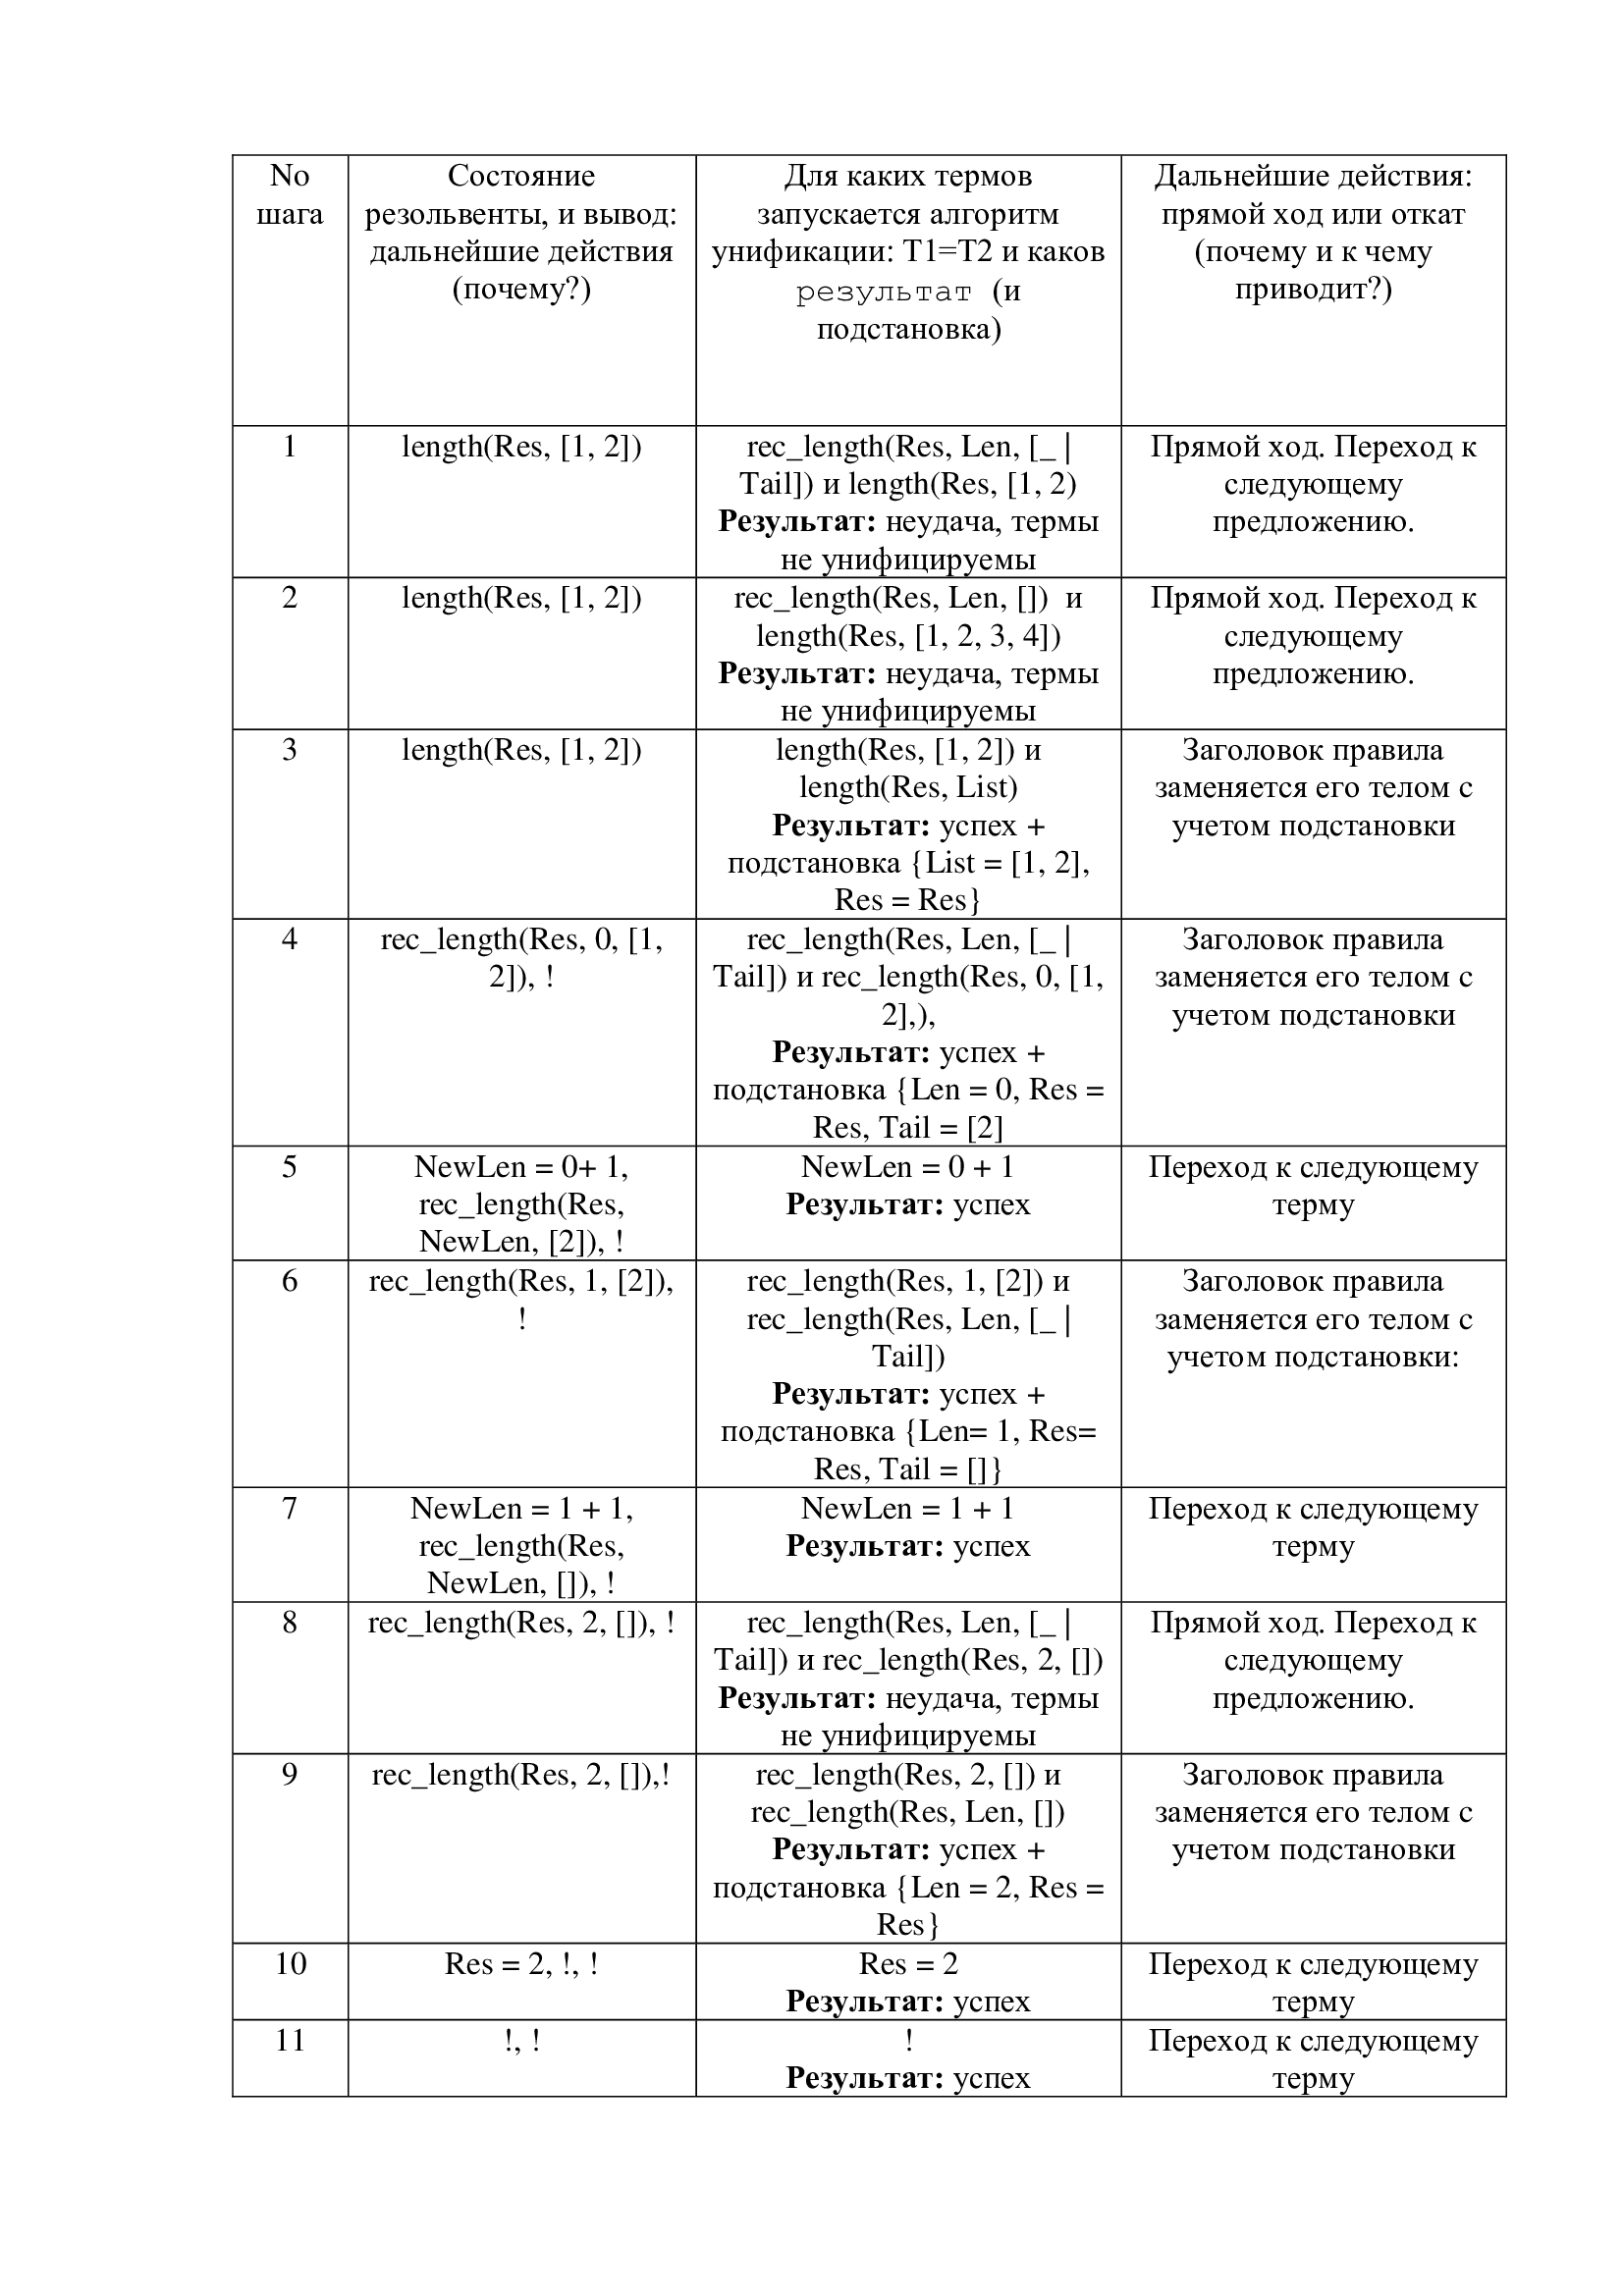 No
шага
Состояние
резольвенты, и вывод:
дальнейшие действия
(почему?)
Для каких термов
запускается алгоритм
унификации: T1=T2 и каков
результат (и
подстановка)
Дальнейшие действия:
прямой ход или откат
(почему и к чему
приводит?)
1
length(Res, [1, 2])
rec_length(Res, Len, [_ |
Tail]) и length(Res, [1, 2)
Результат: неудача, термы
не унифицируемы
Прямой ход. Переход к
следующему
предложению.
2
length(Res, [1, 2])
rec_length(Res, Len, []) и
length(Res, [1, 2, 3, 4])
Результат: неудача, термы
не унифицируемы
Прямой ход. Переход к
следующему
предложению.
3
length(Res, [1, 2])
length(Res, [1, 2]) и
length(Res, List)
Результат: успех +
подстановка {List = [1, 2],
Res = Res}
Заголовок правила
заменяется его телом с
учетом подстановки
4
rec_length(Res, 0, [1,
2]), !
rec_length(Res, Len, [_ |
Tail]) и rec_length(Res, 0, [1,
2],),
Результат: успех +
подстановка {Len = 0, Res =
Res, Tail = [2]
Заголовок правила
заменяется его телом с
учетом подстановки
5
NewLen = 0+ 1,
rec_length(Res,
NewLen, [2]), !
NewLen = 0 + 1
Результат: успех
Переход к следующему
терму
6
rec_length(Res, 1, [2]),
!
rec_length(Res, 1, [2]) и
rec_length(Res, Len, [_ |
Tail])
Результат: успех +
подстановка {Len= 1, Res=
Res, Tail = []}
Заголовок правила
заменяется его телом с
учетом подстановки:
7
NewLen = 1 + 1,
rec_length(Res,
NewLen, []), !
NewLen = 1 + 1
Результат: успех
Переход к следующему
терму
8
rec_length(Res, 2, []), !
rec_length(Res, Len, [_ |
Tail]) и rec_length(Res, 2, [])
Результат: неудача, термы
не унифицируемы
Прямой ход. Переход к
следующему
предложению.
9
rec_length(Res, 2, []),!
rec_length(Res, 2, []) и
rec_length(Res, Len, [])
Результат: успех +
подстановка {Len = 2, Res =
Res}
Заголовок правила
заменяется его телом с
учетом подстановки
10
Res = 2, !, !
Res = 2
Результат: успех
Переход к следующему
терму
11
!, !
!
Результат: успех
Переход к следующему
терму